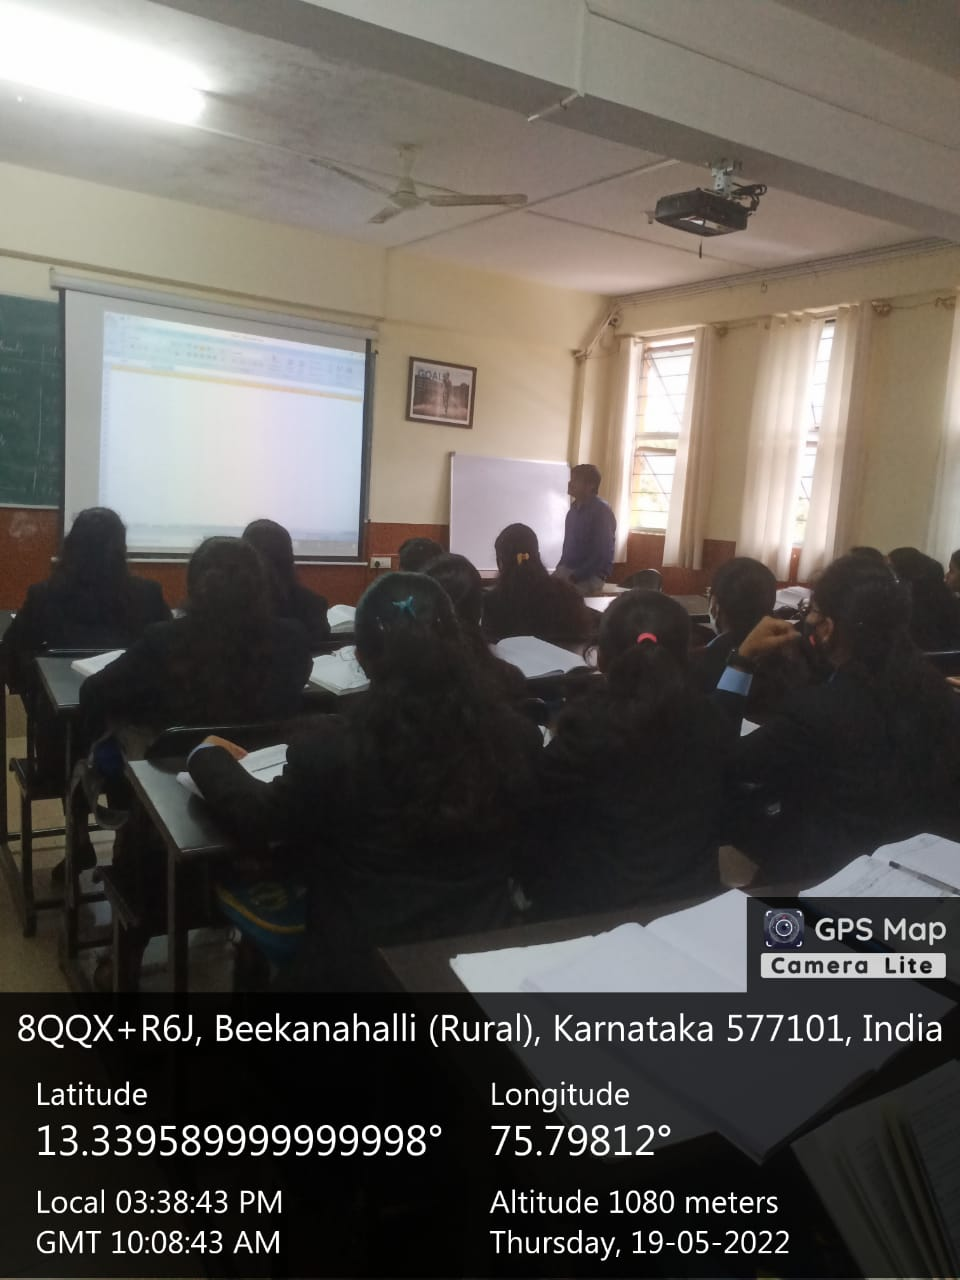 GOAL
GPS Map
Camera Lite
8QQX+R6J, Beekanahalli (Rural), Karnataka 577101, India
Latitude
13.339589999999998°
Longitude
75.79812°
Local 03:38:43 PM
GMT 10:08:43 AM
Altitude 1080 meters
Thursday, 19-05-2022